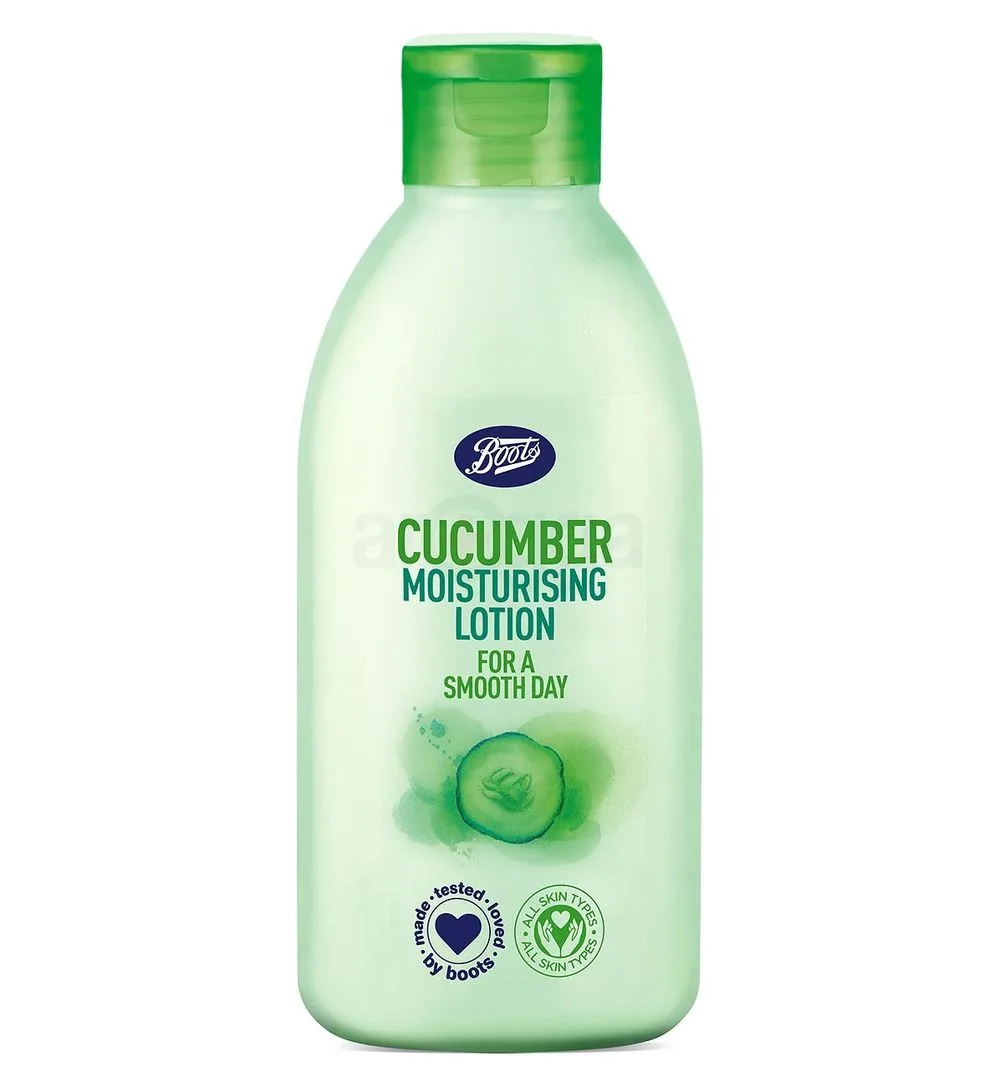 Boots
CUCUMBER
MOISTURISING
LOTION
FOR A
SMOOTH DAY
made · tested · loved
· by boots ·
· ALL SKIN TYPES ·
ALL SKIN TYPES